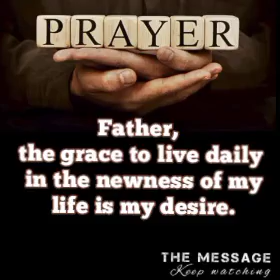 PRAYER
Father,
the grace to live daily
in the newness of my
life is my desire.
THE MESSAGE
Keep watching